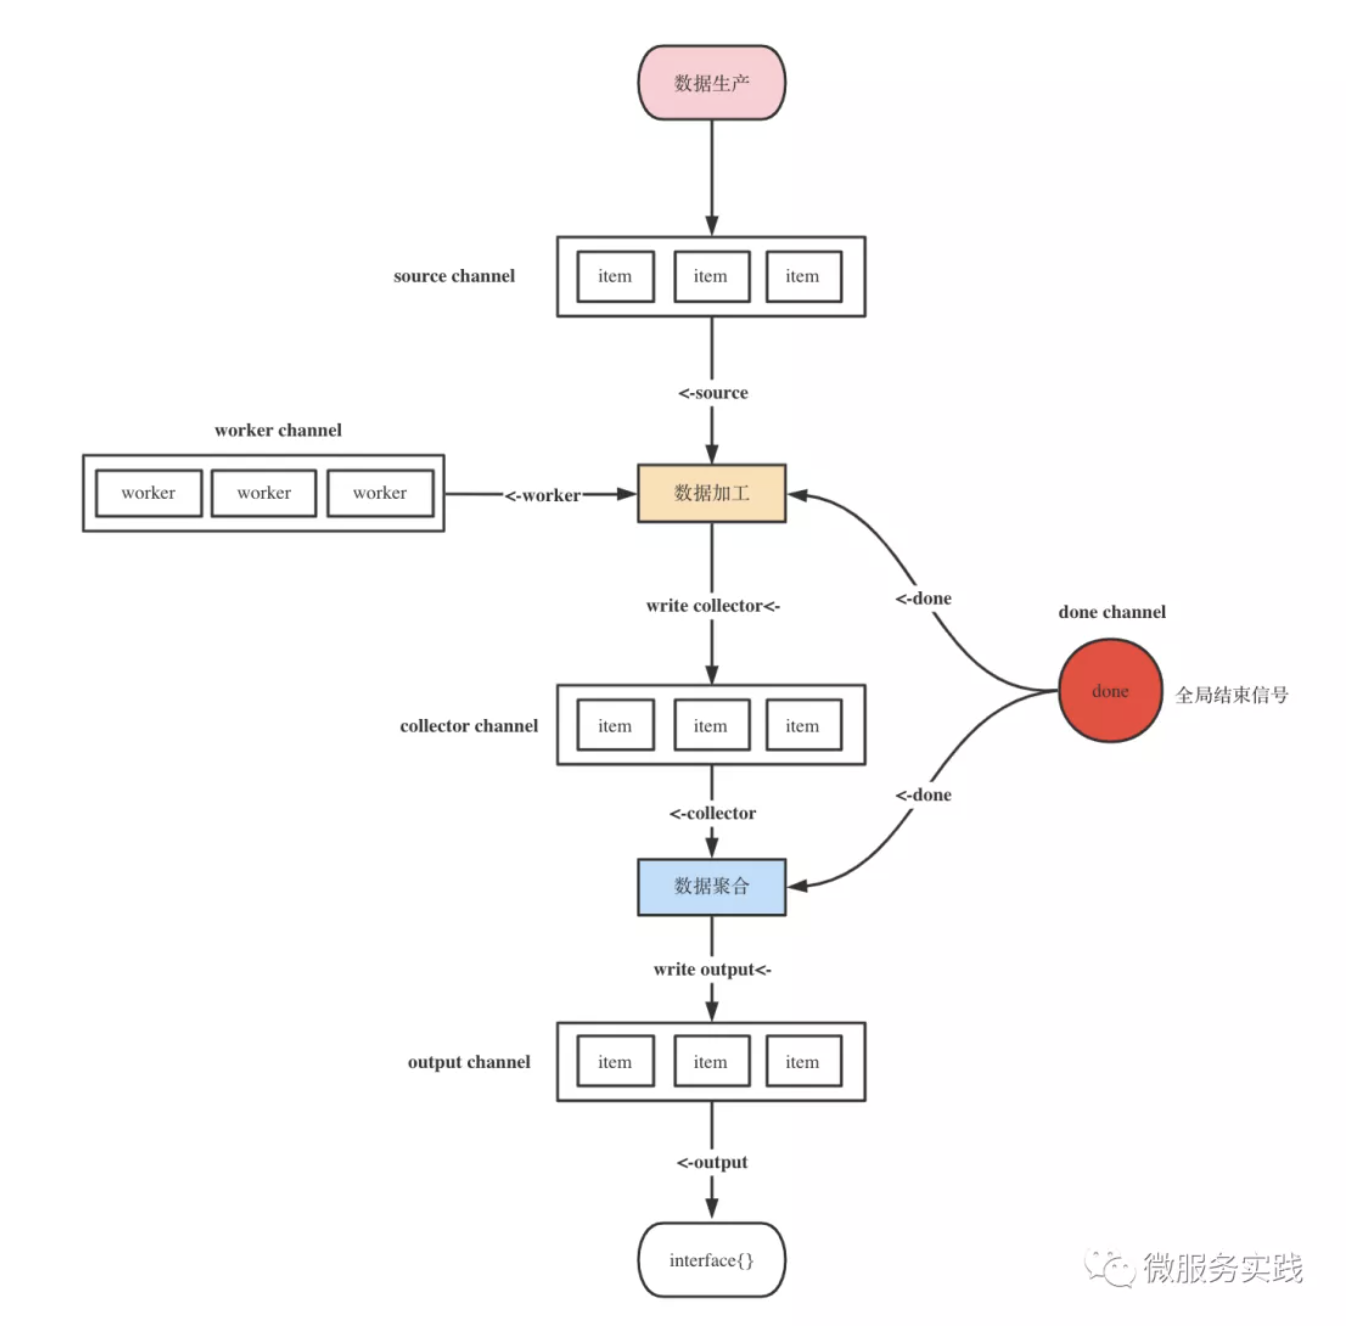 数据生产
source channel
item item item
<-source
worker channel
worker worker worker
<-worker
数据加工
<-done
write collector<-
done channel
done
全局结束信号
collector channel
item item item
<-done
<-collector
数据聚合
write output<-
output channel
item item item
<-output
interface{}
微服务实践